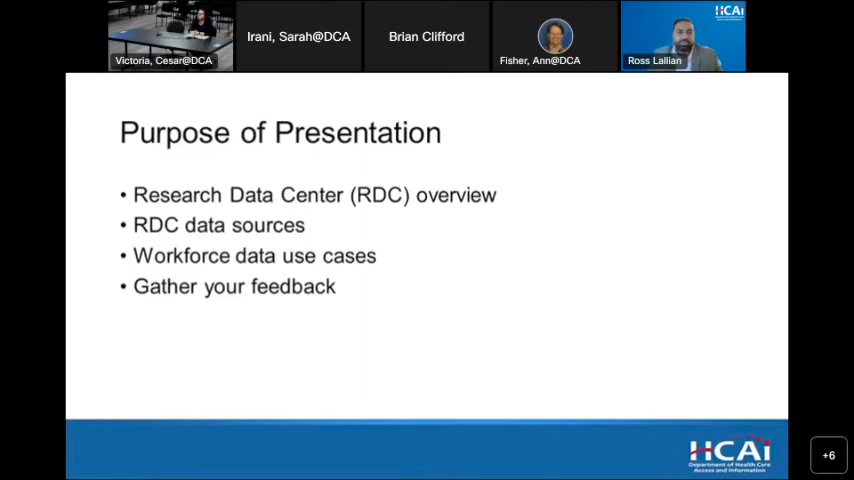 HCAi
Irani, Sarah@DCA
Brian Clifford
Victoria, Cesar@DCA
Fisher, Ann@DCA
Ross Lallian
Purpose of Presentation
• Research Data Center (RDC) overview
• RDC data sources
• Workforce data use cases
• Gather your feedback
HCAi
Department of Health Care
Access and Information
+6